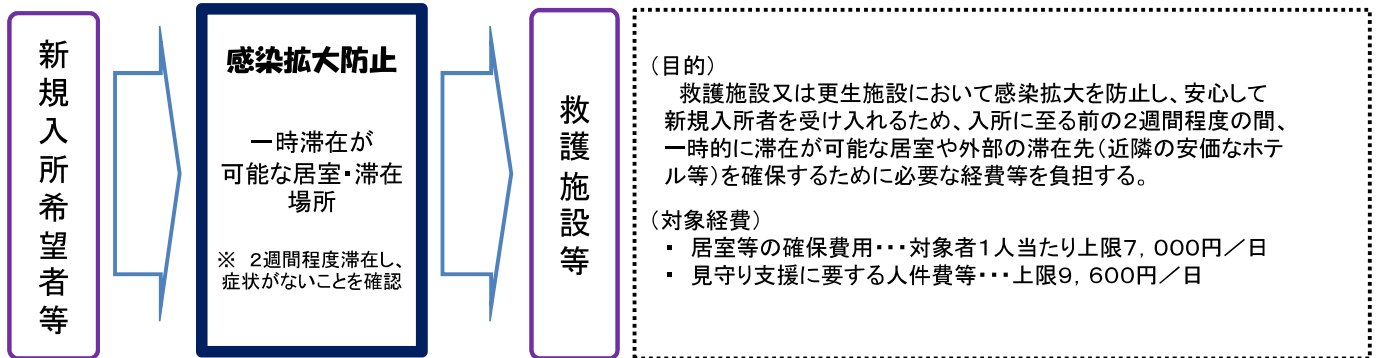 新規入所希望者等
感染拡大防止
一時滞在が
可能な居室・滞在
場所
※ 2週間程度滞在し、
症状がないことを確認
救護施設等
（目的）
救護施設又は更生施設において感染拡大を防止し、安心して
新規入所者を受け入れるため、入所に至る前の2週間程度の間、
一時的に滞在が可能な居室や外部の滞在先（近隣の安価なホテ
ル等）を確保するために必要な経費等を負担する。
（対象経費）
・ 居室等の確保費用・・・対象者1人当たり上限7，000円／日
・ 見守り支援に要する人件費等・・・上限9，600円／日